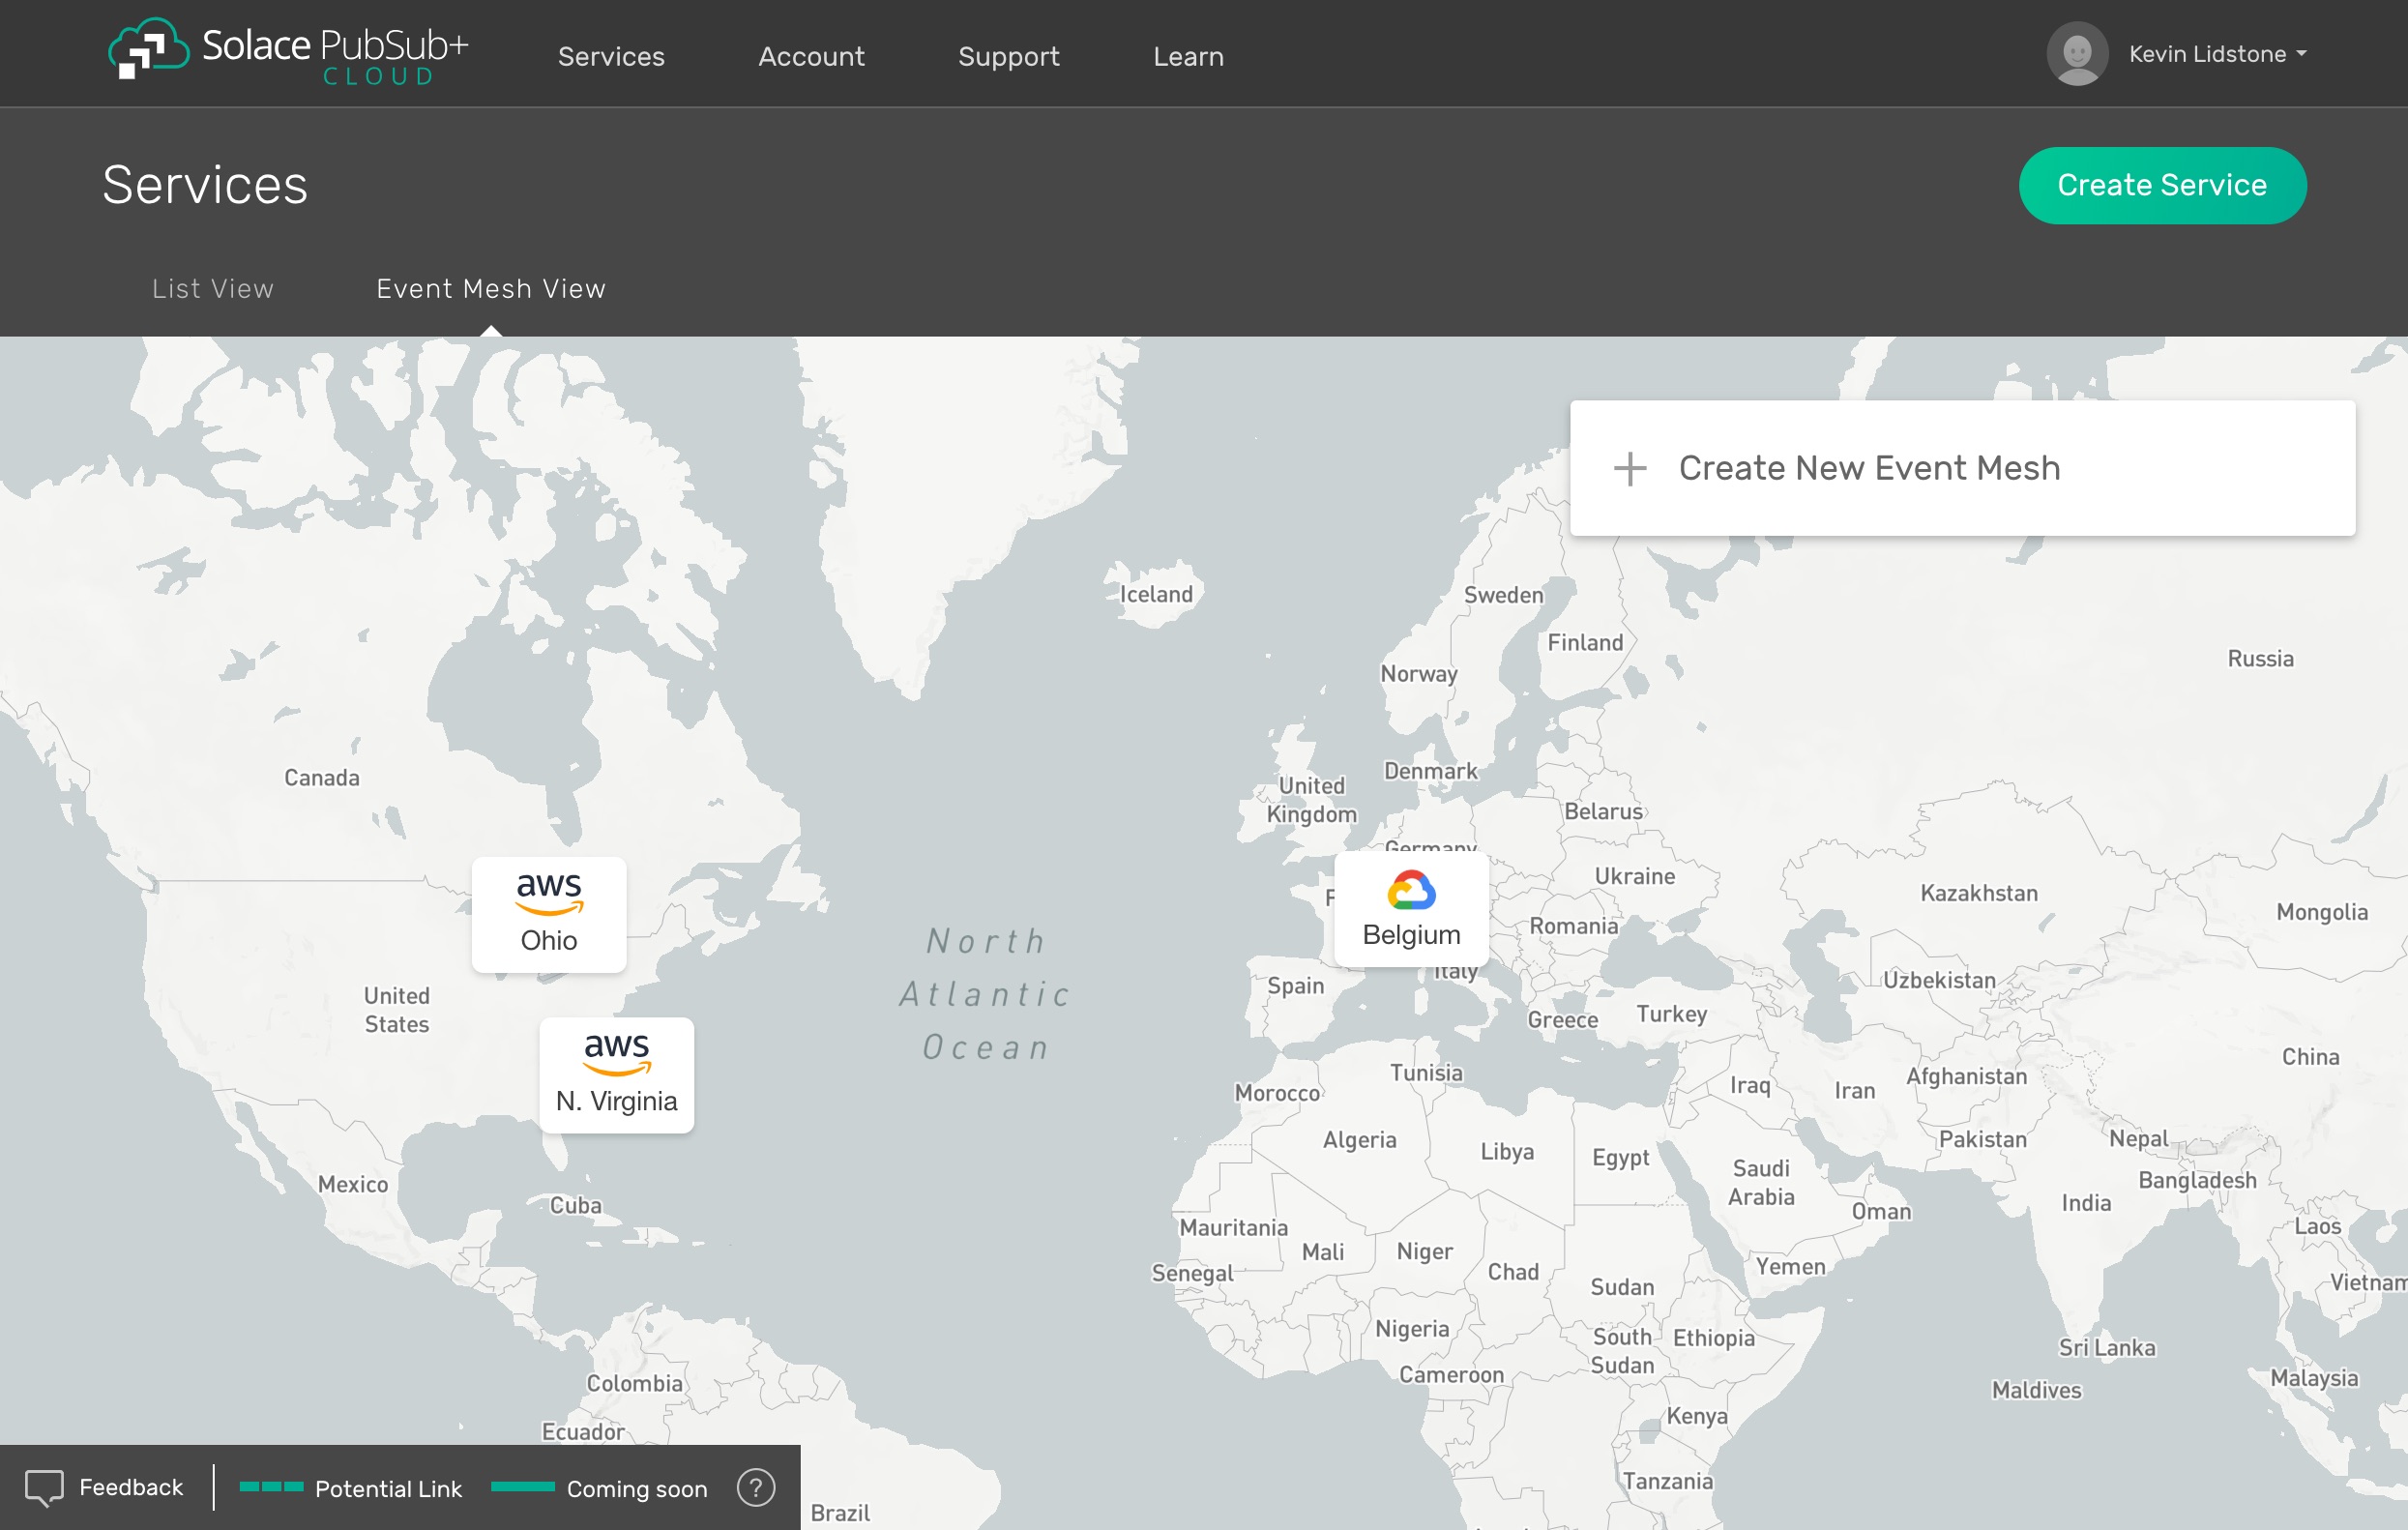 Solace PubSub+
CLOUD
Services
Account
Support
Learn
Kevin Lidstone
Services
Create Service
List View
Event Mesh View
Create New Event Mesh
Iceland
Sweden
Finland
Norway
Russia
Canada
Denmark
United
Kingdom
Belarus
Germany
Ukraine
Kazakhstan
Mongolia
aws
Ohio
F
Belgium
Romania
North
Atlantic
Ocean
Italy
Spain
Uzbekistan
United
States
Greece
Turkey
China
aws
N. Virginia
Tunisia
Morocco
Iraq
Iran
Afghanistan
Algeria
Libya
Egypt
Pakistan
Nepal
Saudi
Arabia
Bangladesh
India
Mexico
Cuba
Oman
Laos
Mauritania
Mali
Niger
Chad
Senegal
Sudan
Yemen
Vietnam
Nigeria
South
Sudan
Ethiopia
Sri Lanka
Cameroon
Colombia
Maldives
Malaysia
Kenya
Ecuador
Tanzania
Brazil
Feedback
Potential Link
Coming soon
?